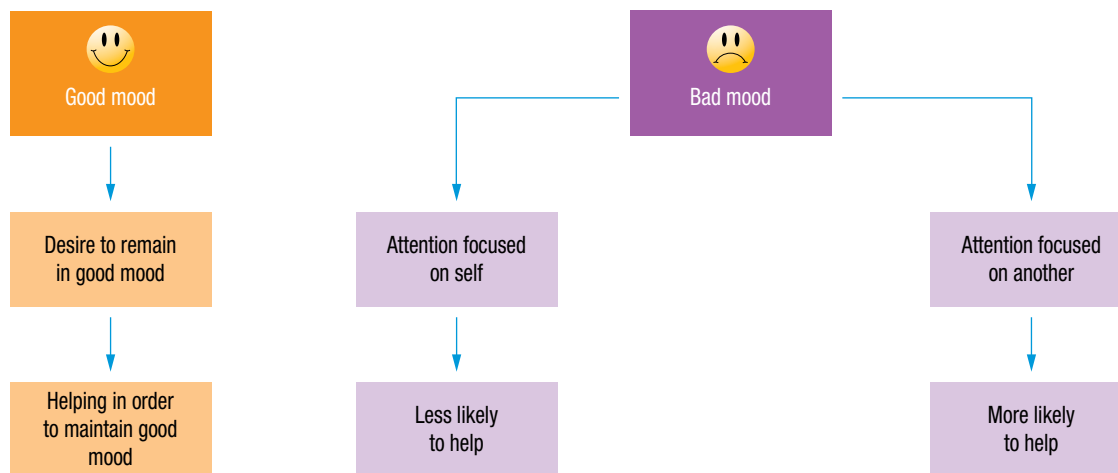 Good mood
Bad mood
Desire to remain
in good mood
Attention focused
on self
Attention focused
on another
Helping in order
to maintain good
mood
Less likely
to help
More likely
to help